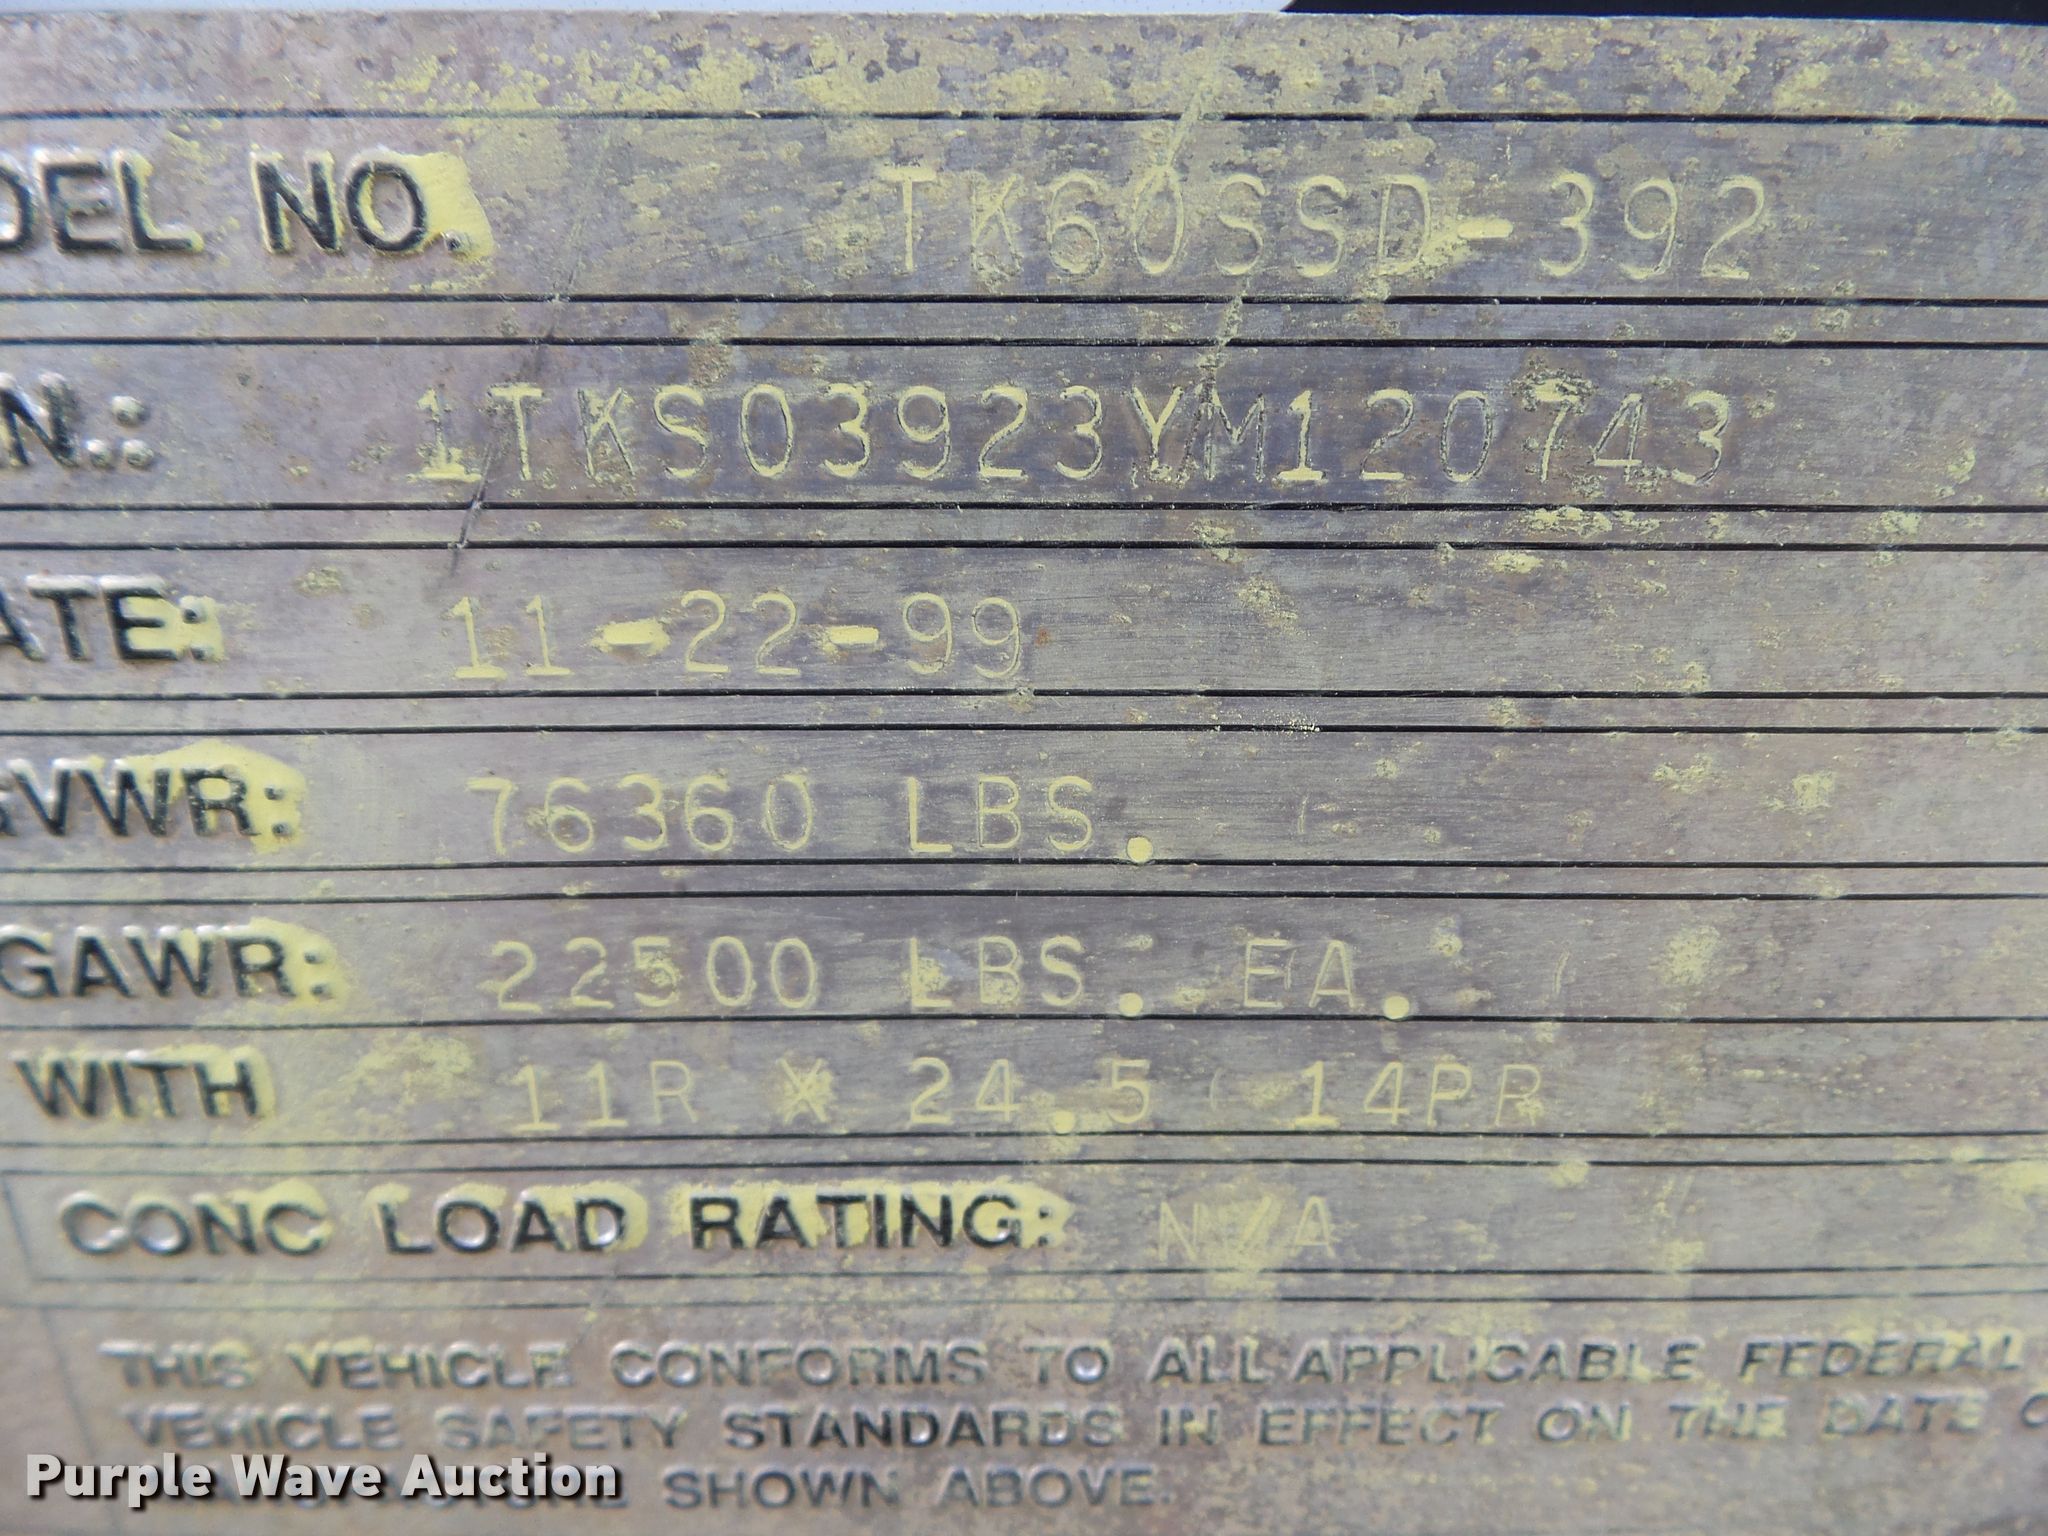 DEL NO. TK60SSD-392
N.: 1TKS03923YM120743
ATE: 11-22-99
GVWR: 76360 LBS.
GAWR: 22500 LBS. EA.
WITH 11R X 24.5 14PR
CONC LOAD RATING: N/A
THIS VEHICLE CONFORMS TO ALL APPLICABLE FEDERAL
VEHICLE SAFETY STANDARDS IN EFFECT ON THE DATE O
SHOWN ABOVE.
Purple Wave Auction